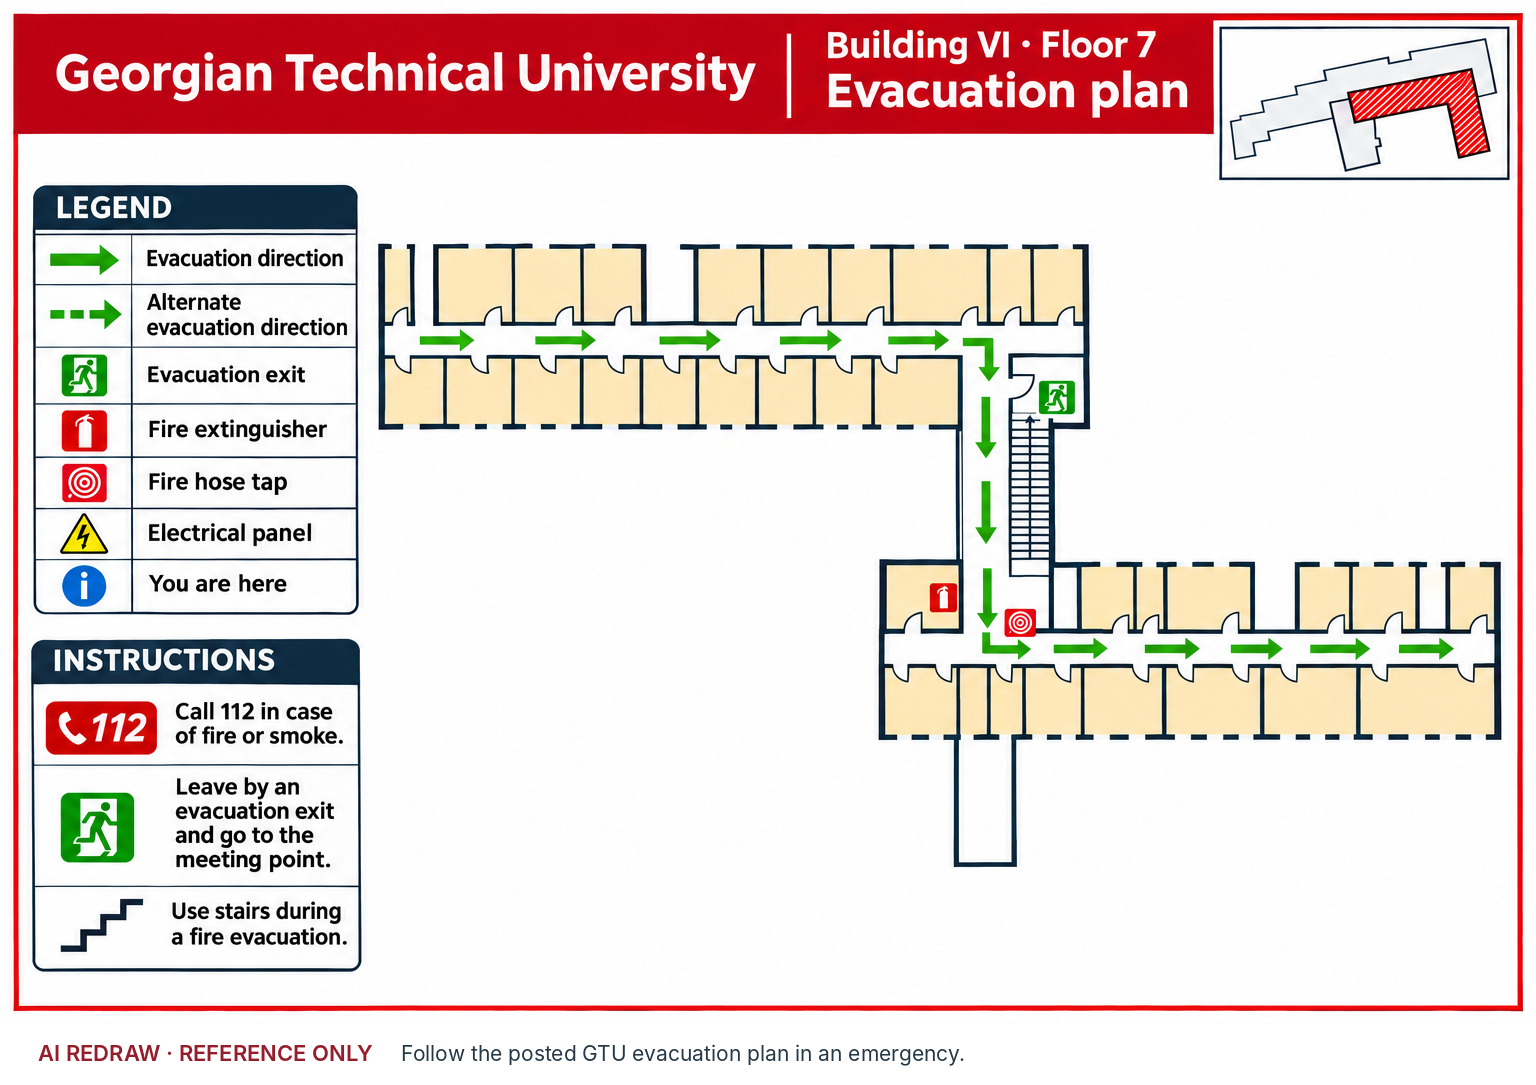 Georgian Technical University
Building VI · Floor 7
Evacuation plan
LEGEND
Evacuation direction
Alternate
evacuation direction
Evacuation exit
Fire extinguisher
Fire hose tap
Electrical panel
i
You are here
INSTRUCTIONS
112
Call 112 in case
of fire or smoke.
Leave by an
evacuation exit
and go to the
meeting point.
Use stairs during
a fire evacuation.
AI REDRAW · REFERENCE ONLY Follow the posted GTU evacuation plan in an emergency.